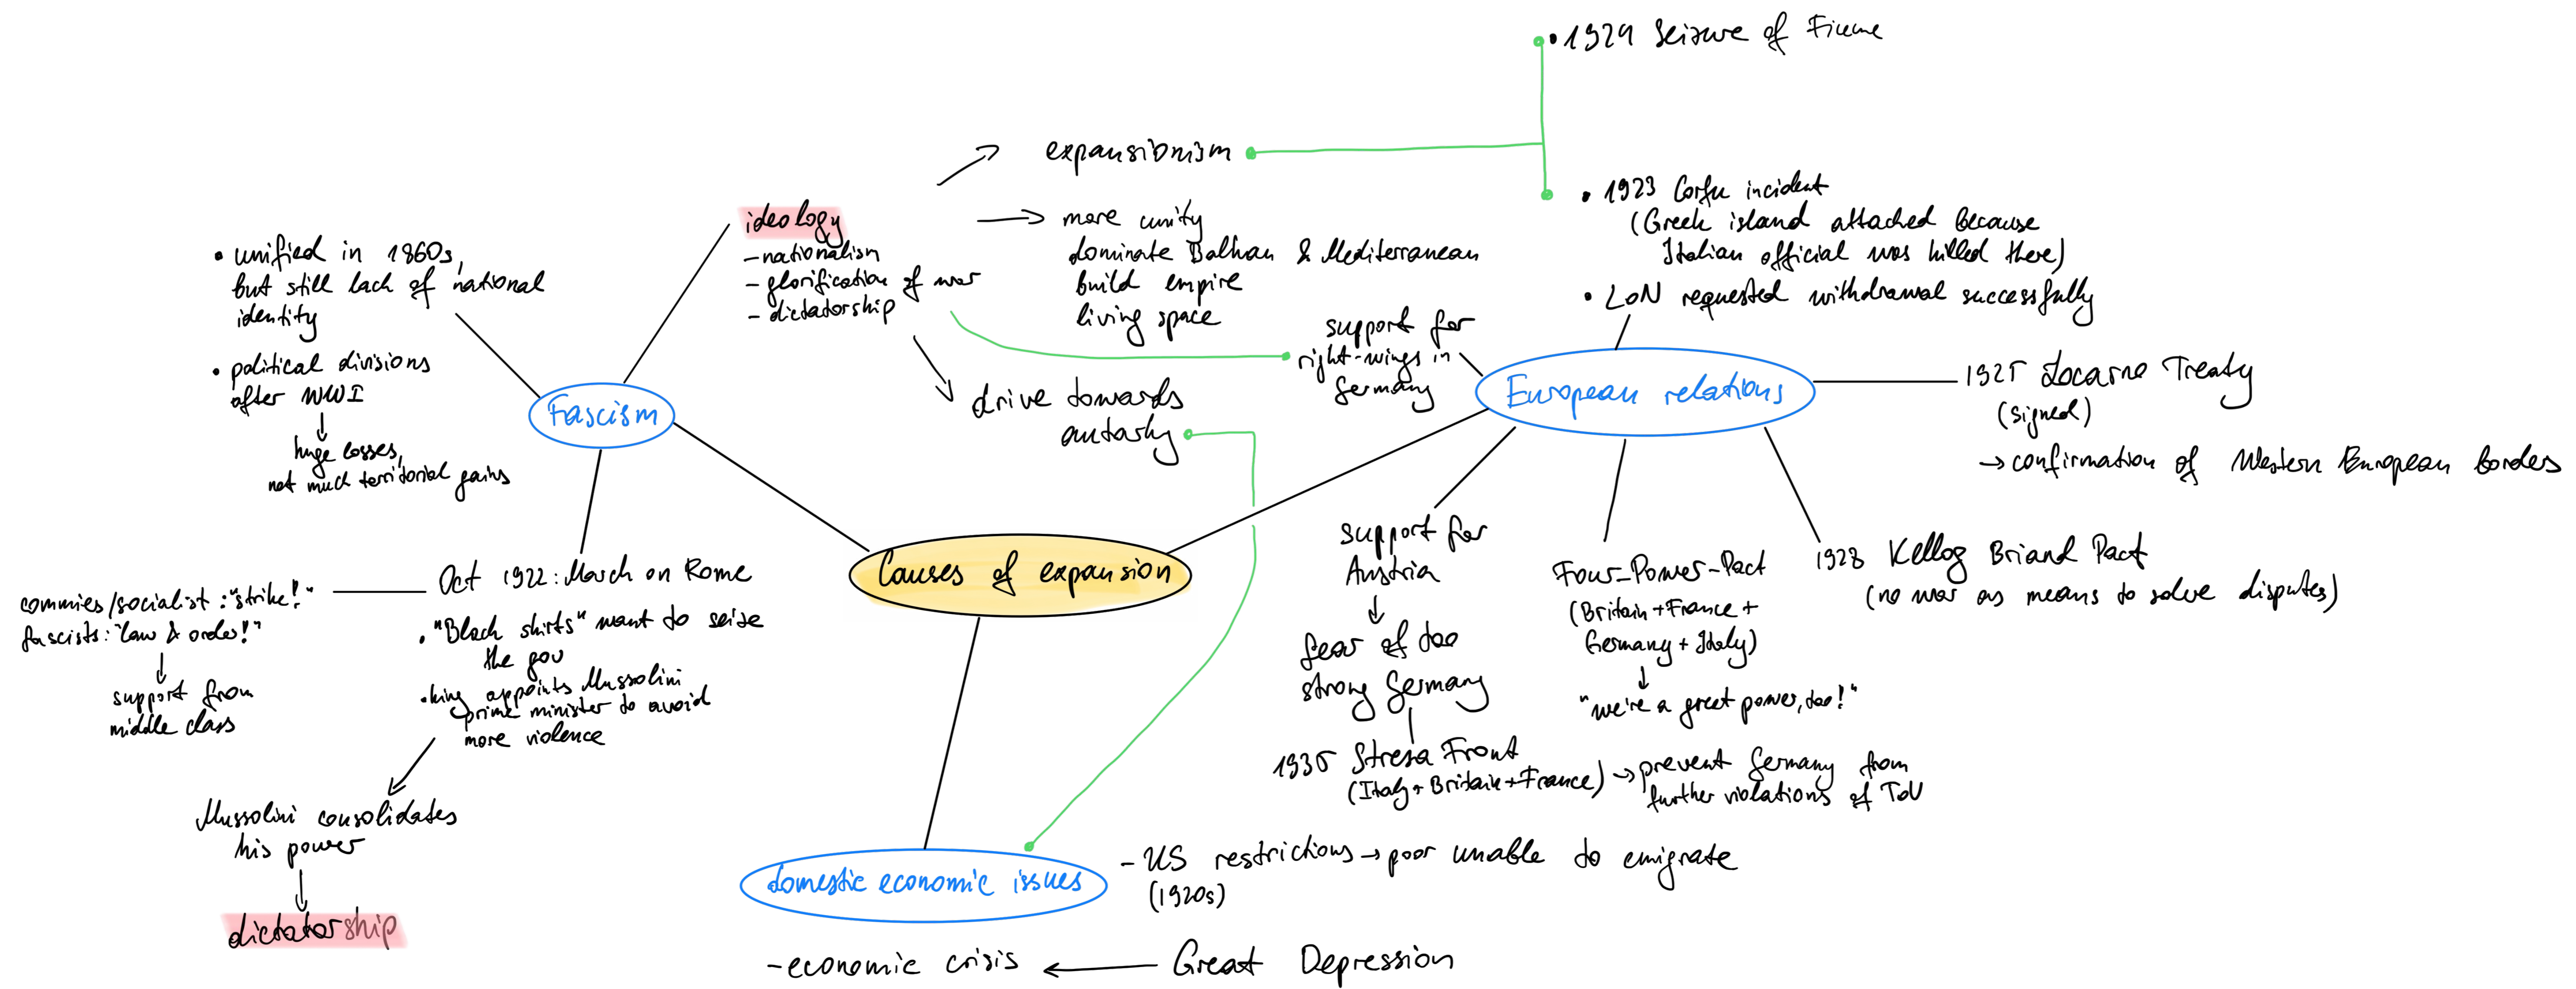 • 1924 Seizure of Fiume
expansionism
• 1923 Corfu incident
(Greek island attacked because
Italian official was killed there)
• LoN requested withdrawal successfully
ideology
- nationalism
- glorification of war
- dictatorship
more unity
dominate Balkan & Mediterranean
build empire
living space
• unified in 1860s,
but still lack of national
identity
• political divisions
after WWI
↓
huge losses,
not much territorial gains
support for
right-wings in
Germany
drive towards
autarky
Fascism
European relations
1925 Locarno Treaty
(signed)
→ confirmation of Western European borders
Causes of expansion
Oct 1922: March on Rome
• "Black shirts" want to seize
the gov
• king appoints Mussolini
prime minister to avoid
more violence
commies/socialist: "strike!"
fascists: "law & order!"
↓
support from
middle class
Mussolini consolidates
his power
↓
dictatorship
support for
Austria
↓
fear of too
strong Germany
1935 Stresa Front
(Italy + Britain + France) → prevent Germany from
further violations of ToV
Four-Power-Pact
(Britain + France +
Germany + Italy)
↓
"we're a great power, too!"
1928 Kellog Briand Pact
(no war as means to solve disputes)
domestic economic issues
- US restrictions → poor unable to emigrate
(1920s)
- economic crisis ← Great Depression